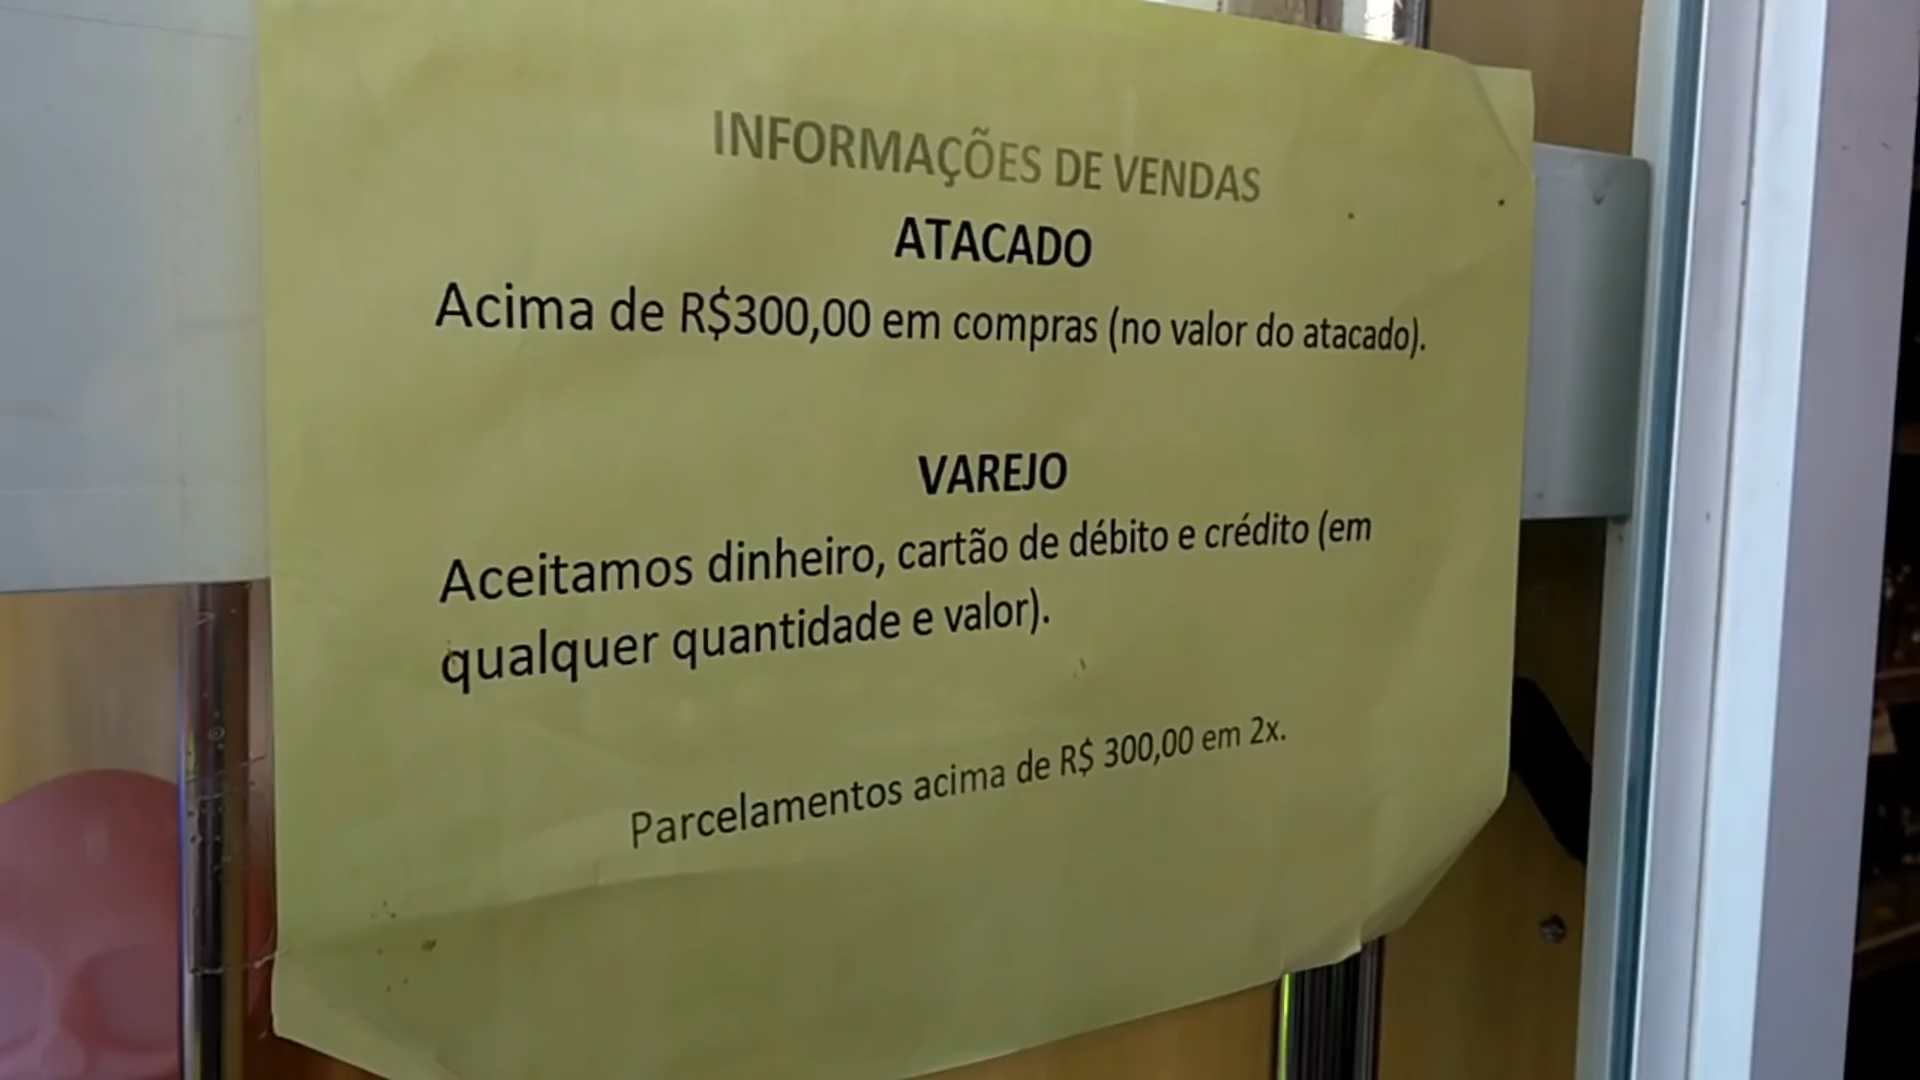 INFORMAÇÕES DE VENDAS
ATACADO
Acima de R$300,00 em compras (no valor do atacado).
VAREJO
Aceitamos dinheiro, cartão de débito e crédito (em
qualquer quantidade e valor).
Parcelamentos acima de R$ 300,00 em 2x.